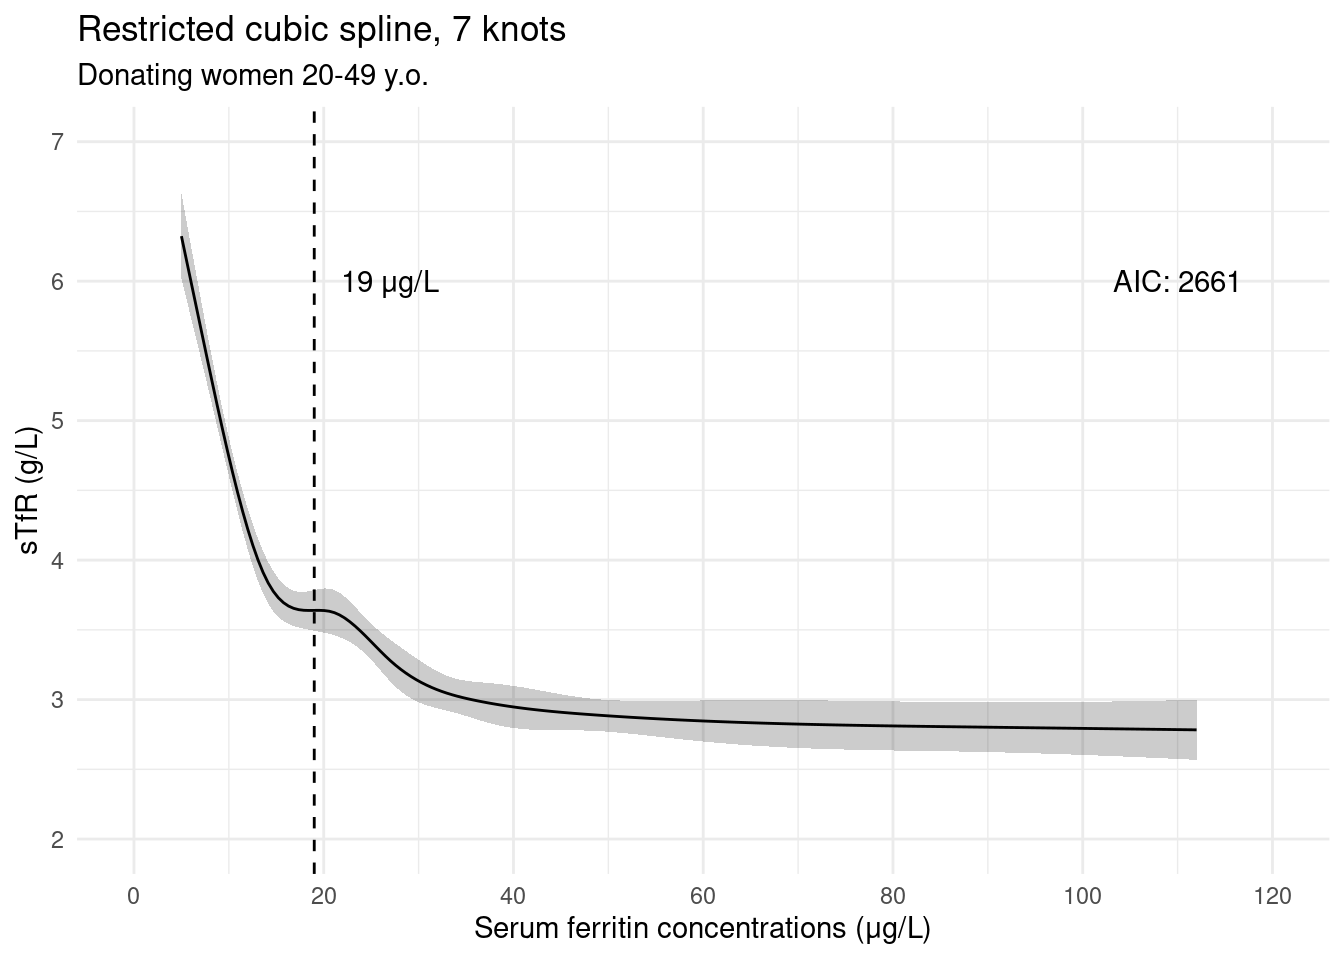 Restricted cubic spline, 7 knots
Donating women 20-49 y.o.
7
6
5
4
3
2
sTfR (g/L)
19 µg/L
AIC: 2661
0 20 40 60 80 100 120
Serum ferritin concentrations (µg/L)